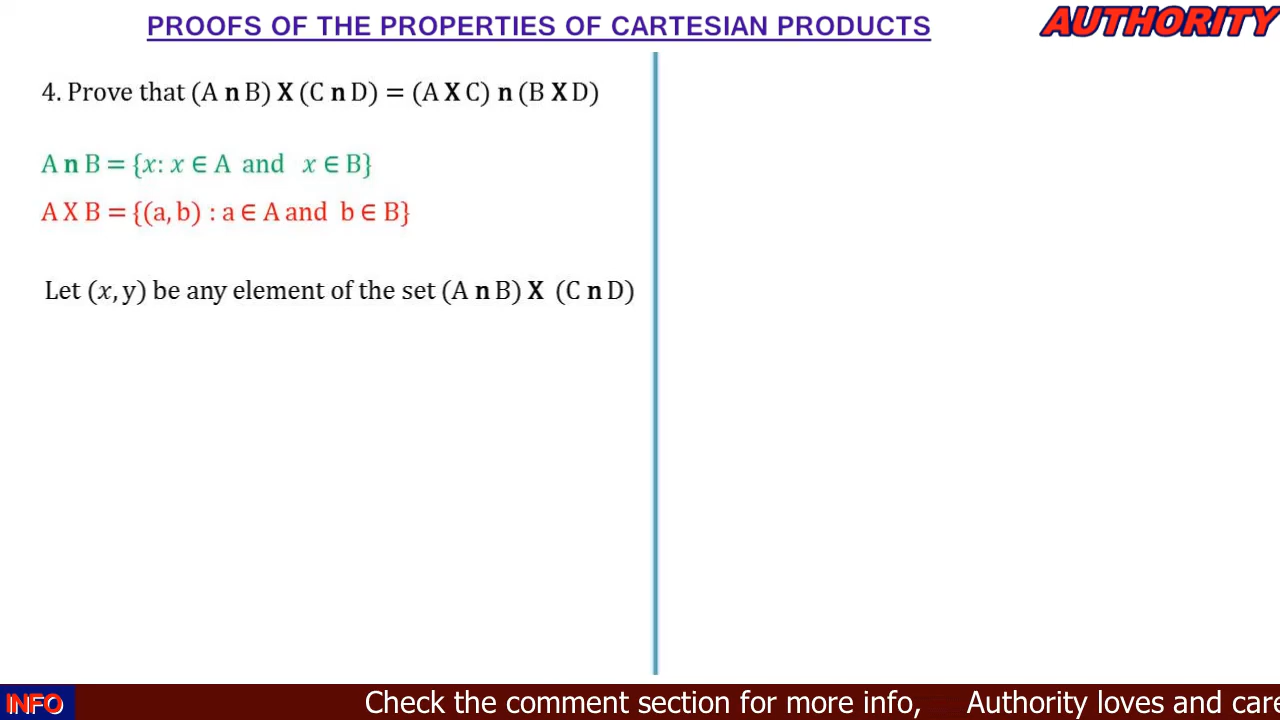 PROOFS OF THE PROPERTIES OF CARTESIAN PRODUCTS
AUTHORITY
4. Prove that (A n B) X (C n D) = (A X C) n (B X D)
A n B = {x: x ∈ A and x ∈ B}
A X B = {(a, b) : a ∈ A and b ∈ B}
Let (x, y) be any element of the set (A n B) X (C n D)
INFO
Check the comment section for more info, Authority loves and care